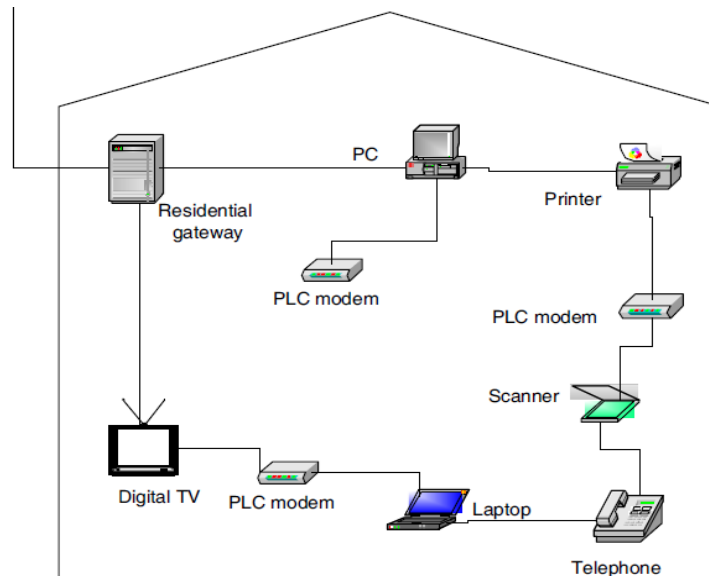 PC
Residential
gateway
Printer
PLC modem
PLC modem
Scanner
Digital TV
PLC modem
Laptop
Telephone